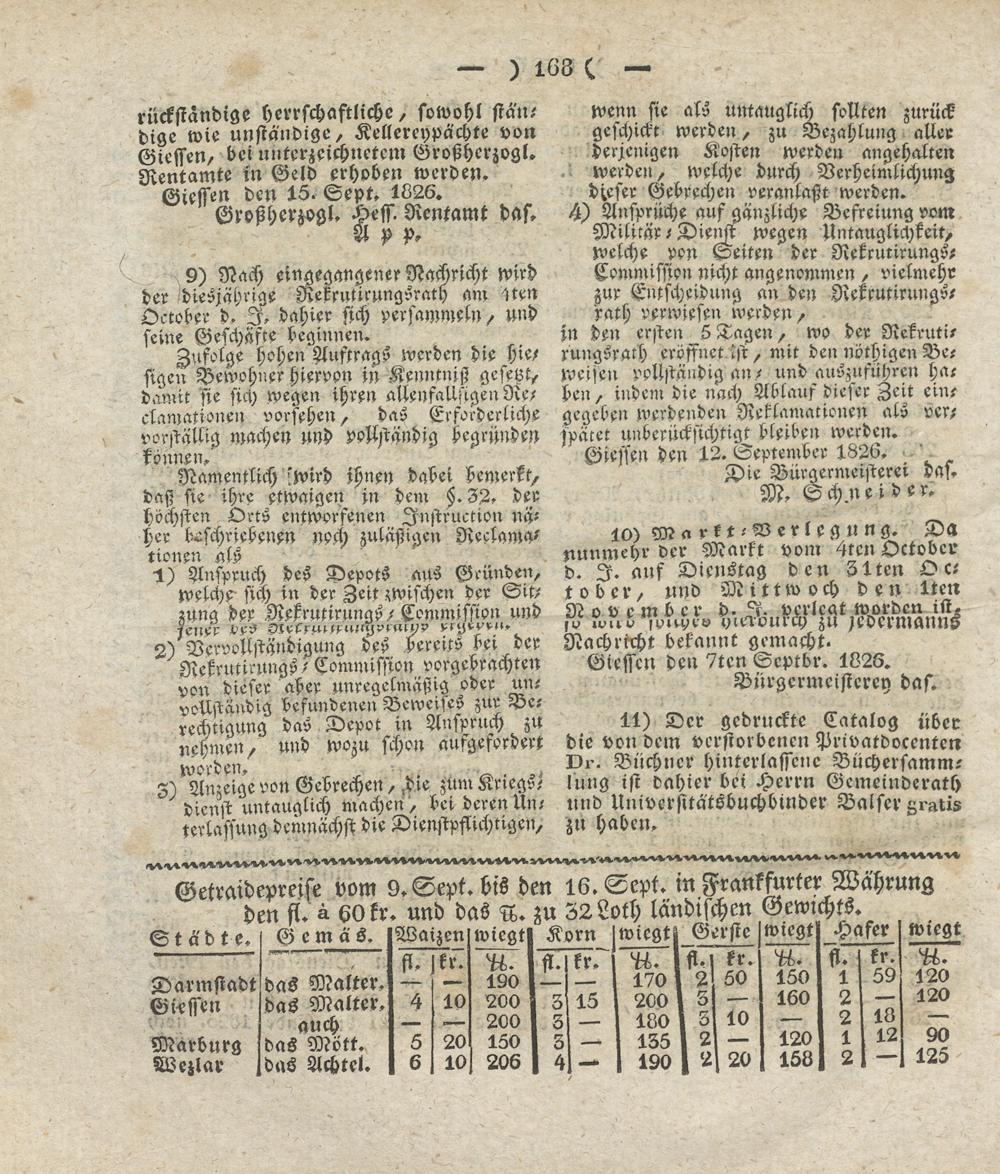 — ) 168 ( —
rückständige herrschaftliche, sowohl stän-
dige wie unständige, Kellereypächte von
Giessen, bei unterzeichnetem Großherzogl.
Rentamte in Geld erhoben werden.
Giessen den 15. Sept. 1826.
Großherzogl. Hess. Rentamt das.
App.
9) Nach eingegangener Nachricht wird
der diesjährige Rekrutirungsrath am 4ten
October d. J. dahier sich versammeln, und
seine Geschäfte beginnen.
Zufolge hohen Auftrags werden die hie-
sigen Bewohner hiervon in Kenntniß gesetzt,
damit sie sich wegen ihren allenfallsigen Re-
clamationen vorsehen, das Erforderliche
vorställig machen und vollständig begründen
können.
Namentlich wird ihnen dabei bemerkt,
daß sie ihre etwaigen in dem §. 32. der
höchsten Orts entworfenen Instruction nä-
her beschriebenen noch zuläßigen Reclama-
tionen als
1) Anspruch des Depots aus Gründen,
welche sich in der Zeit zwischen der Sit-
zung der Rekrutirungs-Commission und
jener des Rekrutirungsraths ergeben.
2) Vervollständigung des bereits bei der
Rekrutirungs-Commission vorgebrachten
von dieser aber unregelmäßig oder un-
vollständig befundenen Beweises zur Be-
rechtigung das Depot in Anspruch zu
nehmen, und wozu schon aufgefordert
worden.
3) Anzeige von Gebrechen, die zum Kriegs-
dienst untauglich machen, bei deren Un-
terlassung demnächst die Dienstpflichtigen,
wenn sie als untauglich sollten zurück
geschickt werden, zu Bezahlung aller
derjenigen Kosten werden angehalten
werden, welche durch Verheimlichung
dieser Gebrechen veranlaßt werden.
4) Ansprüche auf gänzliche Befreiung vom
Militär-Dienst wegen Untauglichkeit,
welche von Seiten der Rekrutirungs-
Commission nicht angenommen, vielmehr
zur Entscheidung an den Rekrutirungs-
rath verwiesen werden,
in den ersten 5 Tagen, wo der Rekruti-
rungsrath eröffnet ist, mit den nöthigen Be-
weisen vollständig an- und auszuführen ha-
ben, indem die nach Ablauf dieser Zeit ein-
gegeben werdenden Reklamationen als ver-
spätet unberücksichtigt bleiben werden.
Giessen den 12. September 1826.
Die Bürgermeisterei das.
M. Schneider.
10) Markt-Verlegung. Da
nunmehr der Markt vom 4ten October
d. J. auf Dienstag den 31ten Oc-
tober, und Mittwoch den 1ten
November d. J. verlegt worden ist,
so wird solches hierdurch zu jedermanns
Nachricht bekannt gemacht.
Giessen den 7ten Septbr. 1826.
Bürgermeisterey das.
11) Der gedruckte Catalog über
die von dem verstorbenen Privatdocenten
Dr. Büchner hinterlassene Büchersamm-
lung ist dahier bei Herrn Gemeinderath
und Universitätsbuchbinder Balser gratis
zu haben.
Getraidepreise vom 9. Sept. bis den 16. Sept. in Frankfurter Währung
den fl. à 60 kr. und das ℔. zu 32 Loth ländischen Gewichts.
Städte. Gemäs. Waizen wiegt Korn wiegt Gerste wiegt Hafer wiegt
fl. kr. ℔. fl. kr. ℔. fl. kr. ℔. fl. kr. ℔.
Darmstadt das Malter. — — 190 — — 170 2 50 150 1 59 120
Giessen das Malter. 4 10 200 3 15 200 3 — 160 2 — 120
auch — — 200 3 — 180 3 10 — 2 18 —
Marburg das Mött. 5 20 150 3 — 135 2 — 120 1 12 90
Wezlar das Achtel. 6 10 206 4 — 190 2 20 158 2 — 125